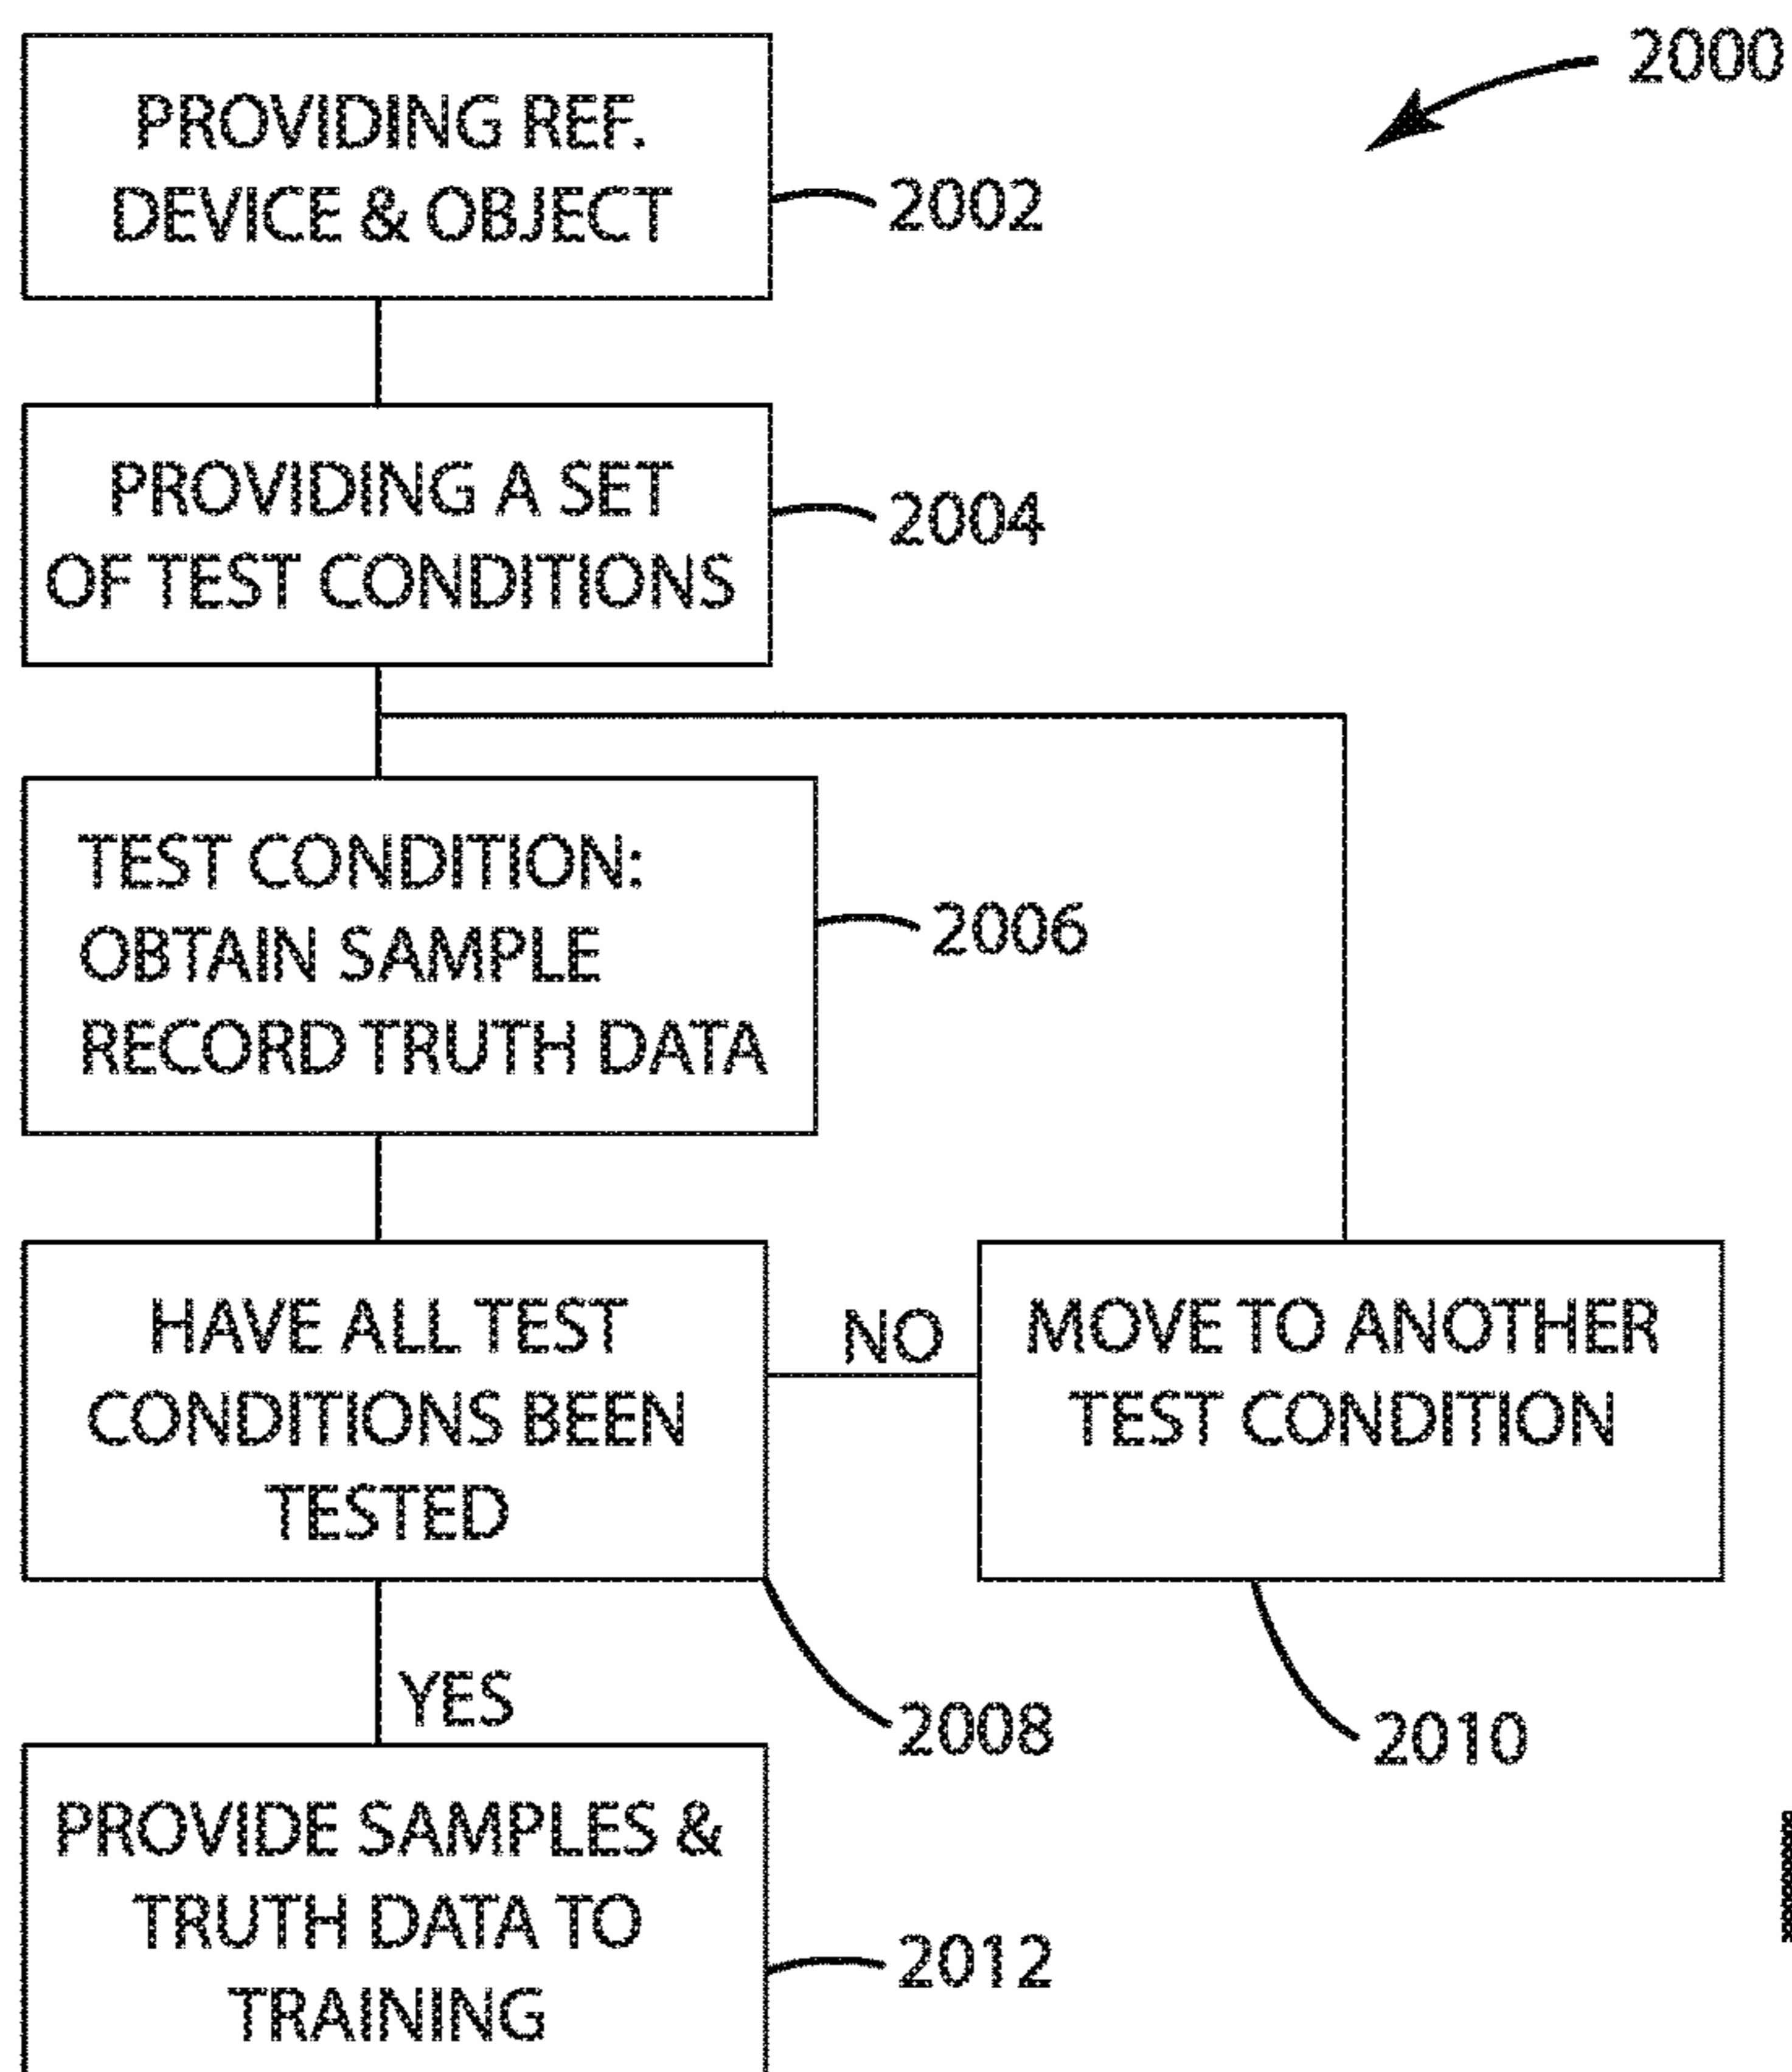 2000
PROVIDING REF.
DEVICE & OBJECT
2002
PROVIDING A SET
OF TEST CONDITIONS
2004
TEST CONDITION:
OBTAIN SAMPLE
RECORD TRUTH DATA
2006
HAVE ALL TEST
CONDITIONS BEEN
TESTED
2008
NO
MOVE TO ANOTHER
TEST CONDITION
2010
YES
PROVIDE SAMPLES &
TRUTH DATA TO
TRAINING
2012